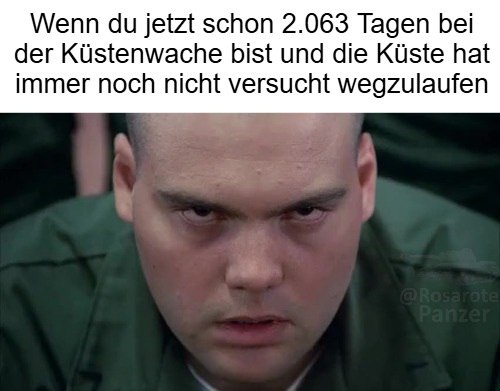 Wenn du jetzt schon 2.063 Tagen bei
der Küstenwache bist und die Küste hat
immer noch nicht versucht wegzulaufen
@Rosarote
Panzer